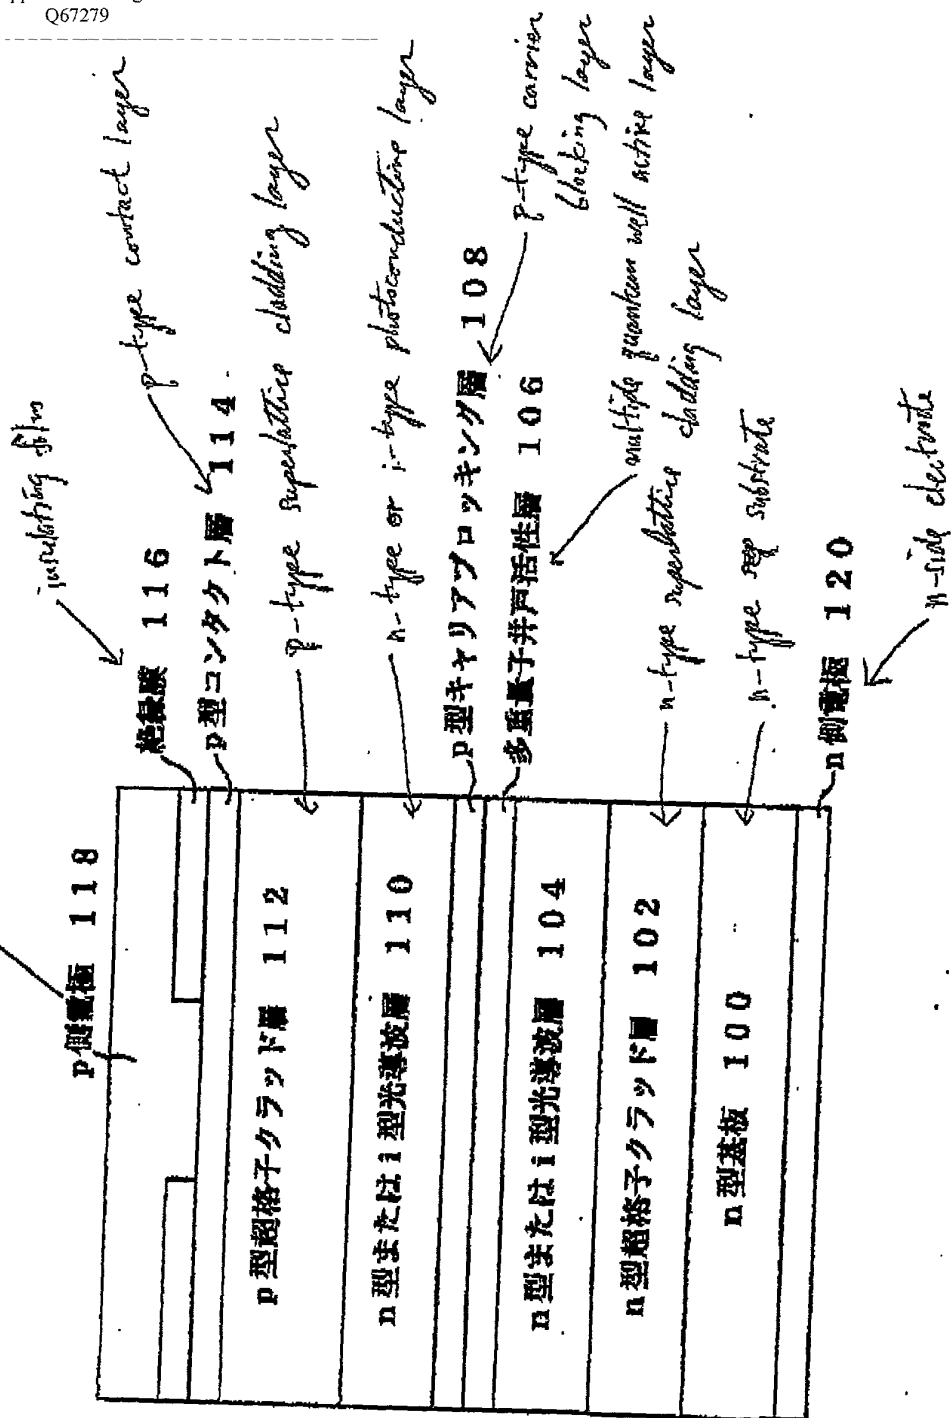 Q67279
insulating film
p-type contact layer
p側電極 118
絶縁膜 116
p型コンタクト層 114
p型超格子クラッド層 112
p-type superlattice cladding layer
n型またはi型光導波層 110
n-type or i-type photoconductive layer
p型キャリアブロッキング層 108
p-type carrier
blocking layer
多重量子井戸活性層 106
multiple quantum well active layer
n型またはi型光導波層 104
n型超格子クラッド層 102
n-type superlattice cladding layer
n型基板 100
n-type substrate
n側電極 120
n-side electrode